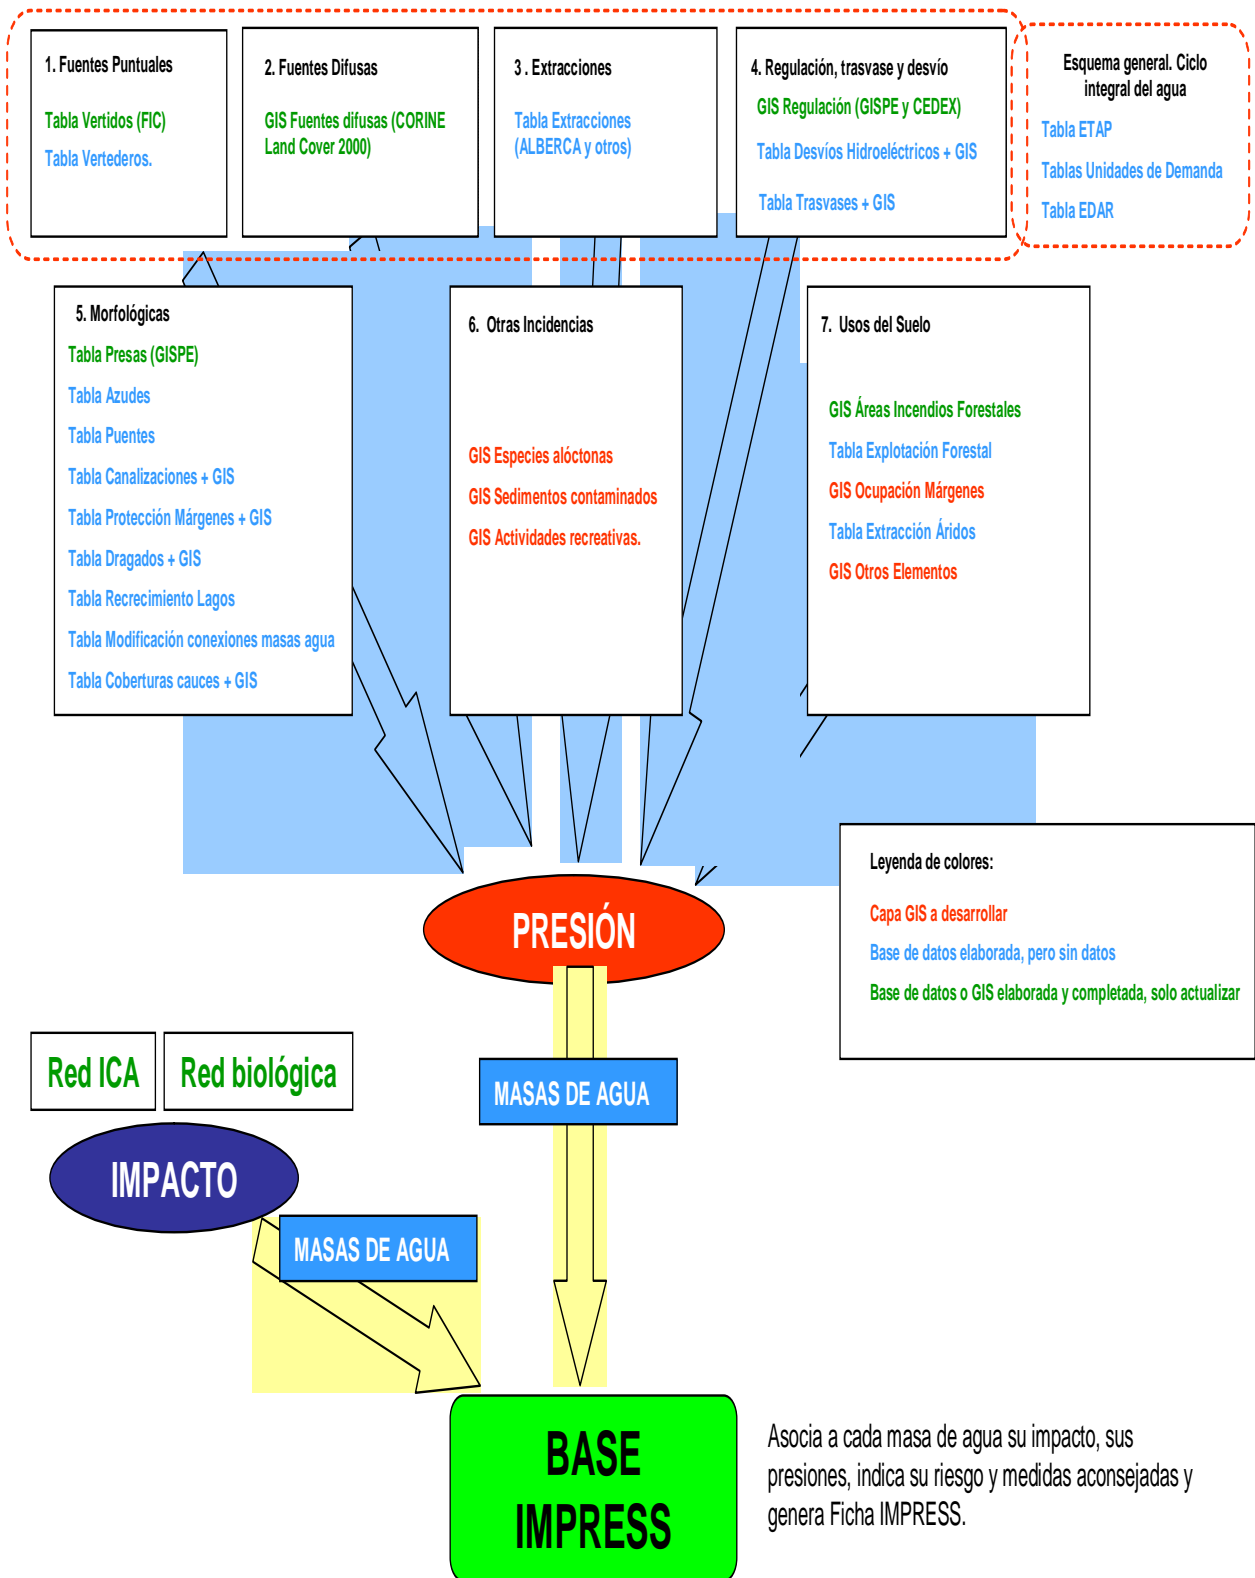 1. Fuentes Puntuales
Tabla Vertidos (FIC)
Tabla Vertederos.
2. Fuentes Difusas
GIS Fuentes difusas (CORINE
Land Cover 2000)
3 . Extracciones
Tabla Extracciones
(ALBERCA y otros)
4. Regulación, trasvase y desvío
GIS Regulación (GISPE y CEDEX)
Tabla Desvíos Hidroeléctricos + GIS
Tabla Trasvases + GIS
Esquema general. Ciclo
integral del agua
Tabla ETAP
Tablas Unidades de Demanda
Tabla EDAR
5. Morfológicas
Tabla Presas (GISPE)
Tabla Azudes
Tabla Puentes
Tabla Canalizaciones + GIS
Tabla Protección Márgenes + GIS
Tabla Dragados + GIS
Tabla Recrecimiento Lagos
Tabla Modificación conexiones masas agua
Tabla Coberturas cauces + GIS
6. Otras Incidencias
GIS Especies alóctonas
GIS Sedimentos contaminados
GIS Actividades recreativas.
7. Usos del Suelo
GIS Áreas Incendios Forestales
Tabla Explotación Forestal
GIS Ocupación Márgenes
Tabla Extracción Áridos
GIS Otros Elementos
Leyenda de colores:
Capa GIS a desarrollar
Base de datos elaborada, pero sin datos
Base de datos o GIS elaborada y completada, solo actualizar
PRESIÓN
MASAS DE AGUA
Red ICA
Red biológica
IMPACTO
MASAS DE AGUA
BASE
IMPRESS
Asocia a cada masa de agua su impacto, sus
presiones, indica su riesgo y medidas aconsejadas y
genera Ficha IMPRESS.